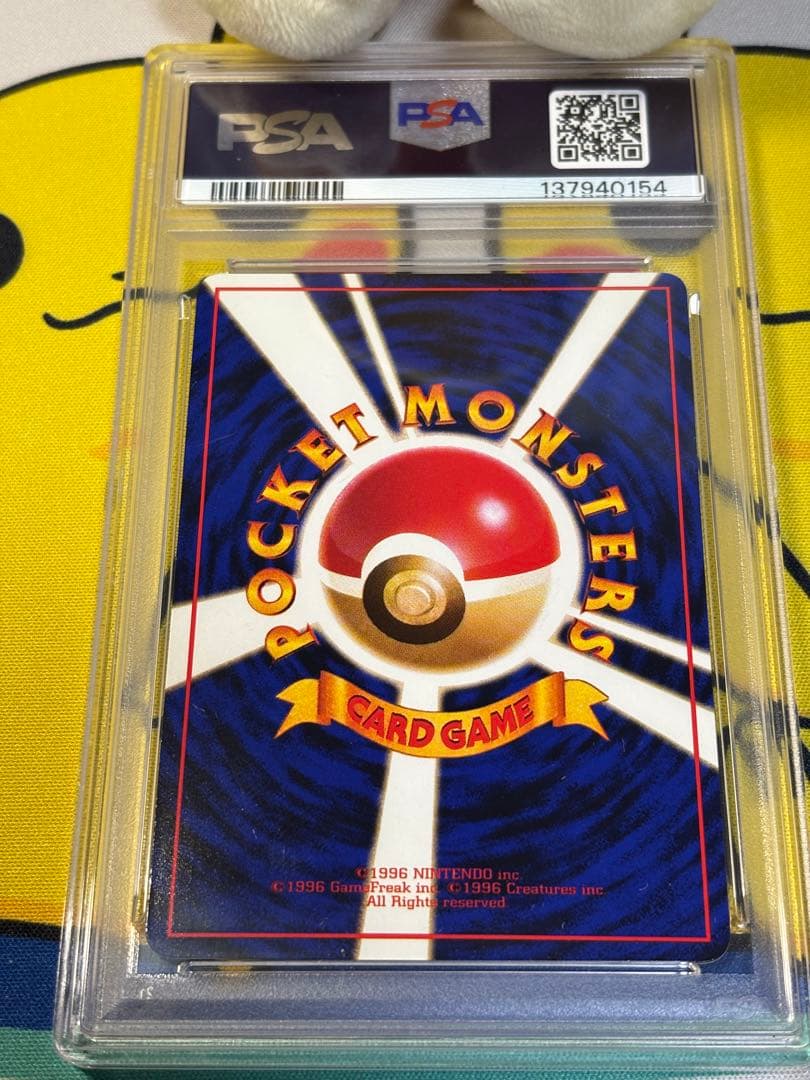 PSA
PSA
137940154
POCKET MONSTERS
CARD GAME
©1996 NINTENDO inc.
©1996 GameFreak inc. ©1996 Creatures inc.
All Rights reserved